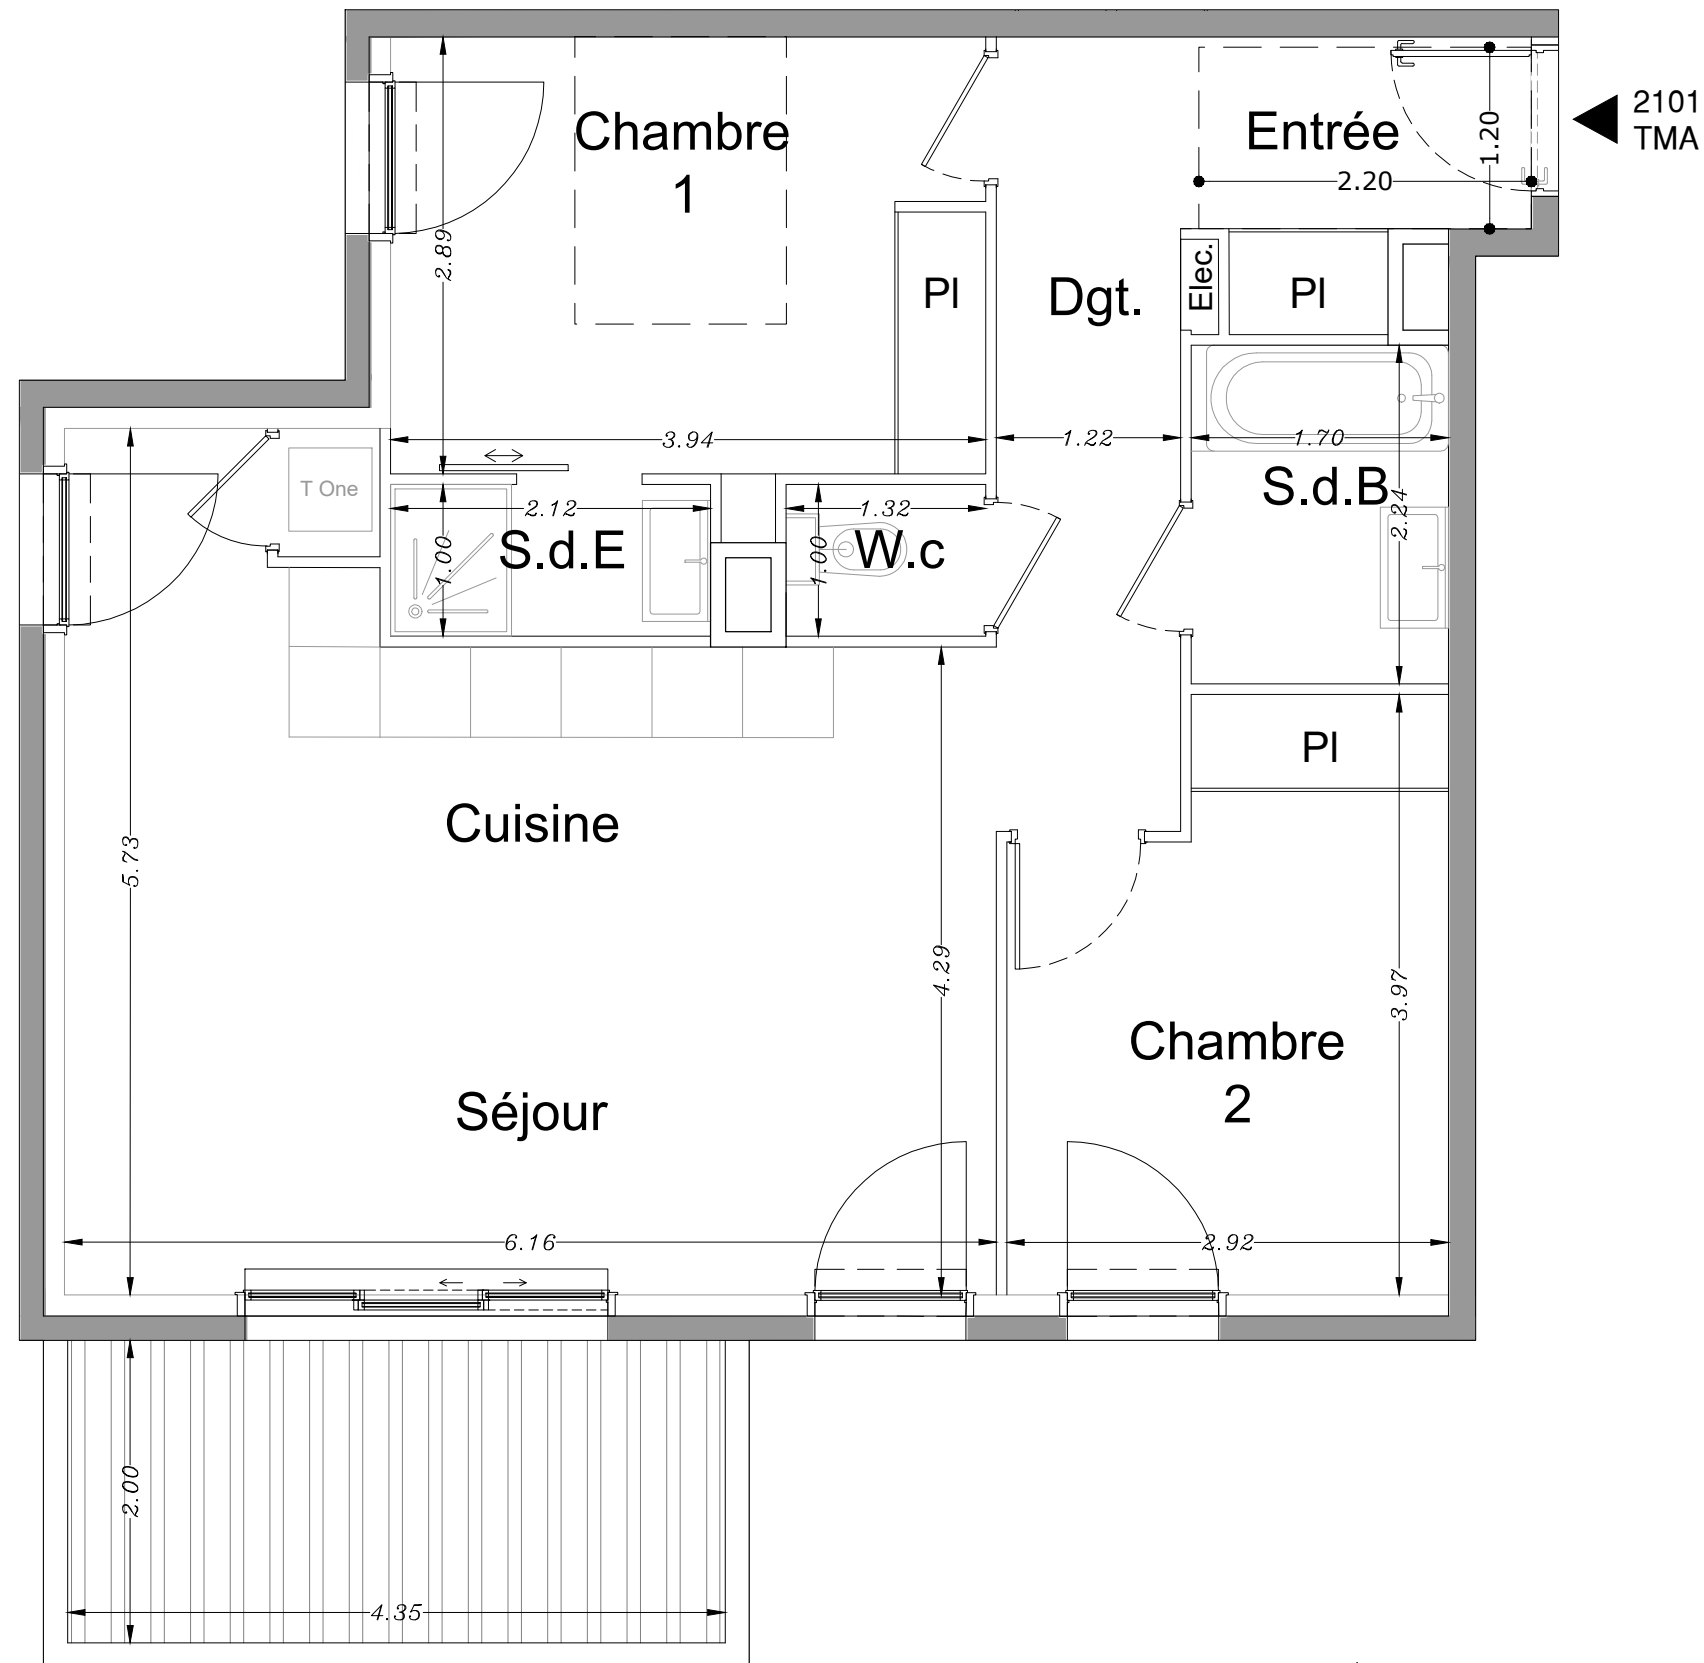 2101
TMA
Chambre
1
Entrée
1.20
2.20
2.89
Pl
Dgt.
Elec.
Pl
3.94
1.22
1.70
T One
S.d.B
2.24
2.12
1.32
S.d.E
W.c
1.00
1.00
Pl
Cuisine
5.73
4.29
3.97
Chambre
2
Séjour
6.16
2.92
2.00
4.35